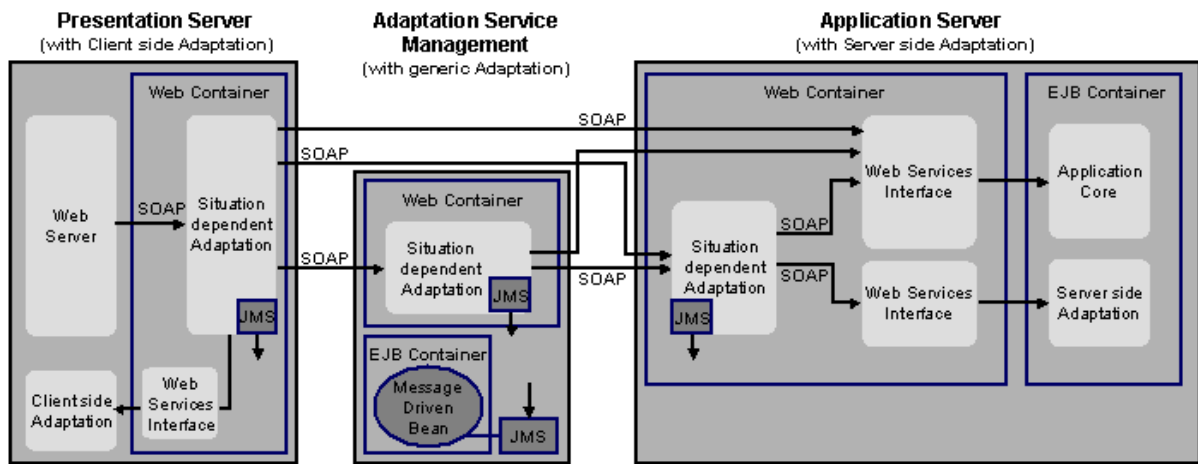 Presentation Server
(with Client side Adaptation)
Adaptation Service
Management
(with generic Adaptation)
Application Server
(with Server side Adaptation)
Web Container
Web
Server
SOAP
Situation
dependent
Adaptation
JMS
Client side
Adaptation
Web
Services
Interface
SOAP
SOAP
SOAP
SOAP
Web Container
Situation
dependent
Adaptation
JMS
EJB Container
Message
Driven
Bean
JMS
Web Container
Situation
dependent
Adaptation
JMS
SOAP
SOAP
Web Services
Interface
Web Services
Interface
EJB Container
Application
Core
Server side
Adaptation